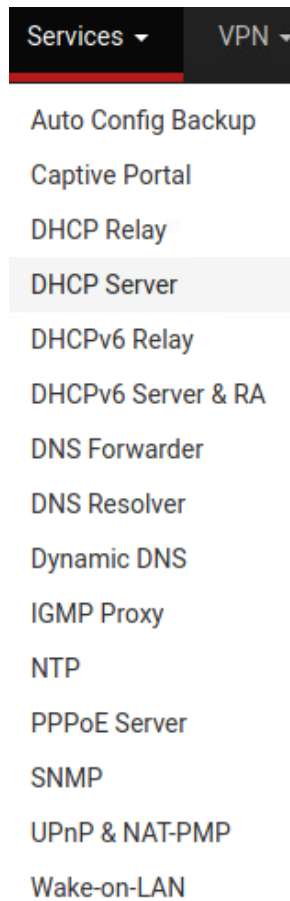 Services VPN
Auto Config Backup
Captive Portal
DHCP Relay
DHCP Server
DHCPv6 Relay
DHCPv6 Server & RA
DNS Forwarder
DNS Resolver
Dynamic DNS
IGMP Proxy
NTP
PPPoE Server
SNMP
UPnP & NAT-PMP
Wake-on-LAN